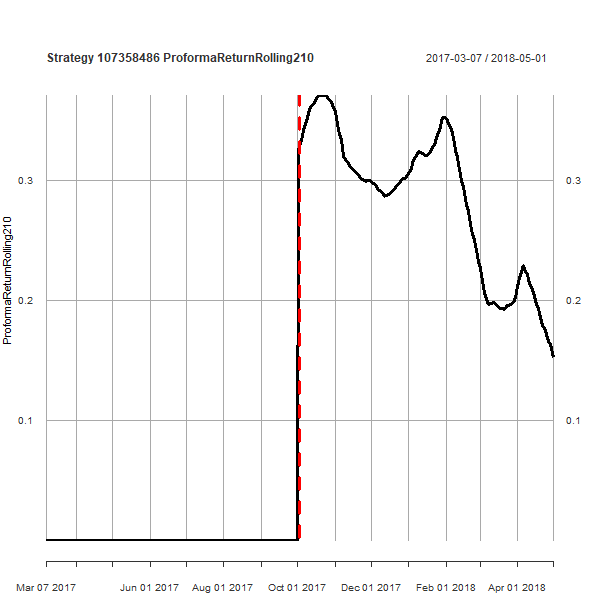 Strategy 107358486 ProformaReturnRolling210
2017-03-07 / 2018-05-01
ProformaReturnRolling210
0.3
0.3
0.2
0.2
0.1
0.1
Mar 07 2017 Jun 01 2017 Aug 01 2017 Oct 01 2017 Dec 01 2017 Feb 01 2018 Apr 01 2018